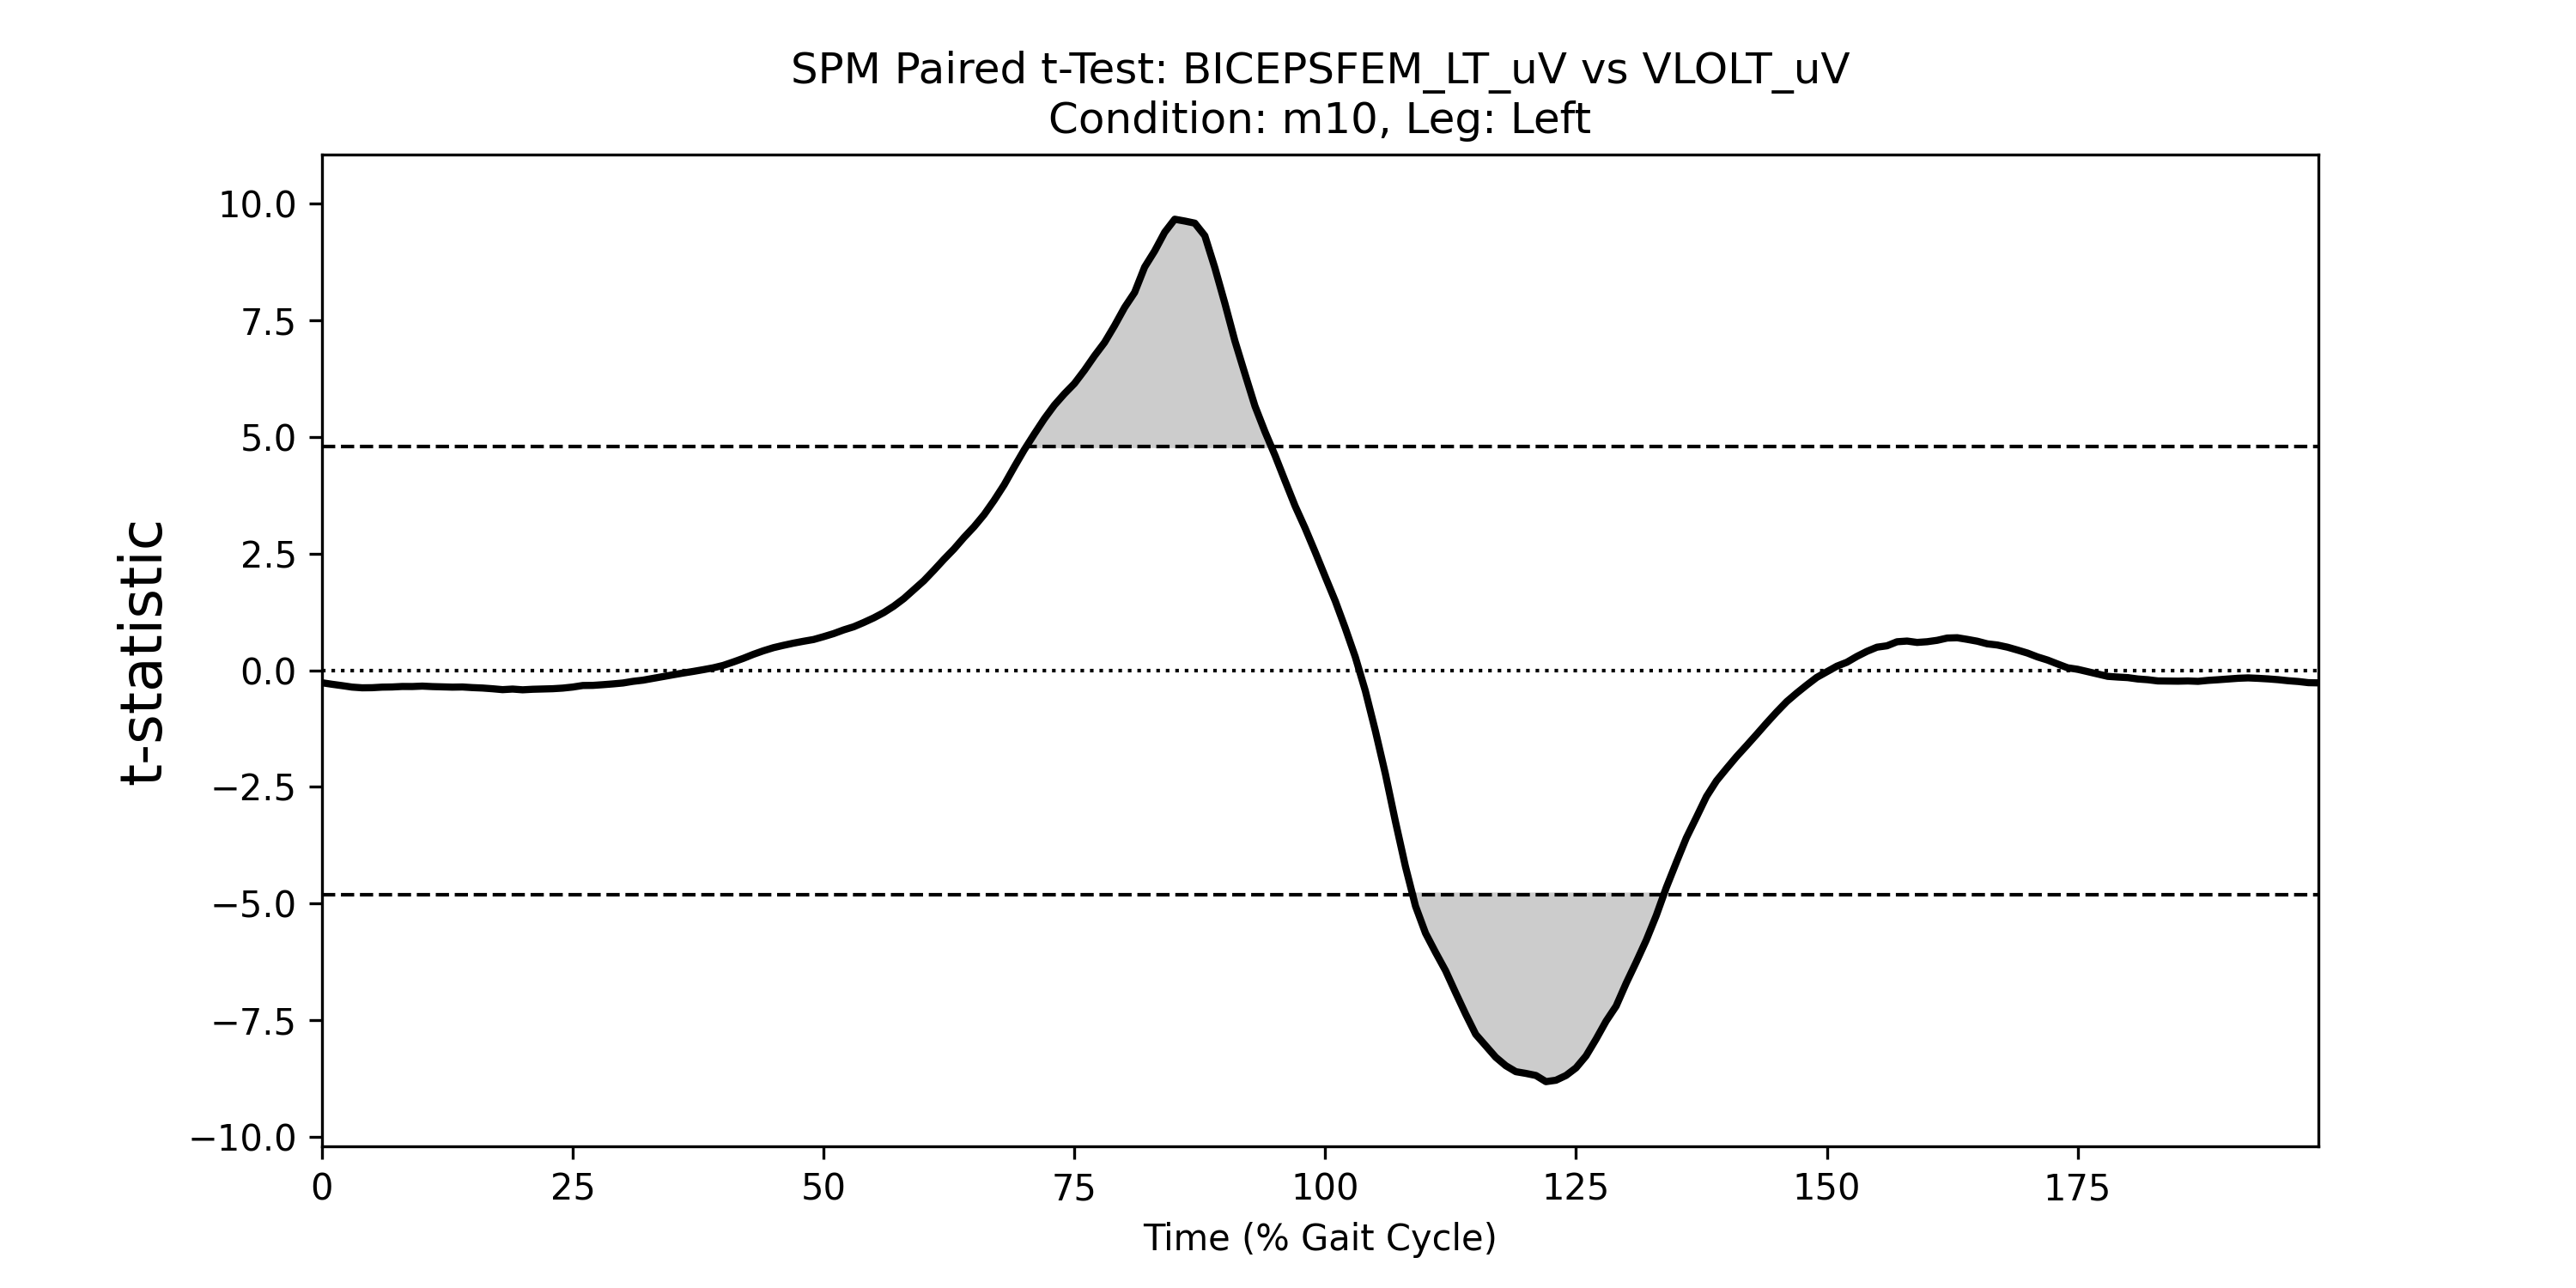 SPM Paired t-Test: BICEPSFEM_LT_uV vs VLOLT_uV
Condition: m10, Leg: Left
t-statistic
10.0
7.5
5.0
2.5
0.0
−2.5
−5.0
−7.5
−10.0
0 25 50 75 100 125 150 175
Time (% Gait Cycle)